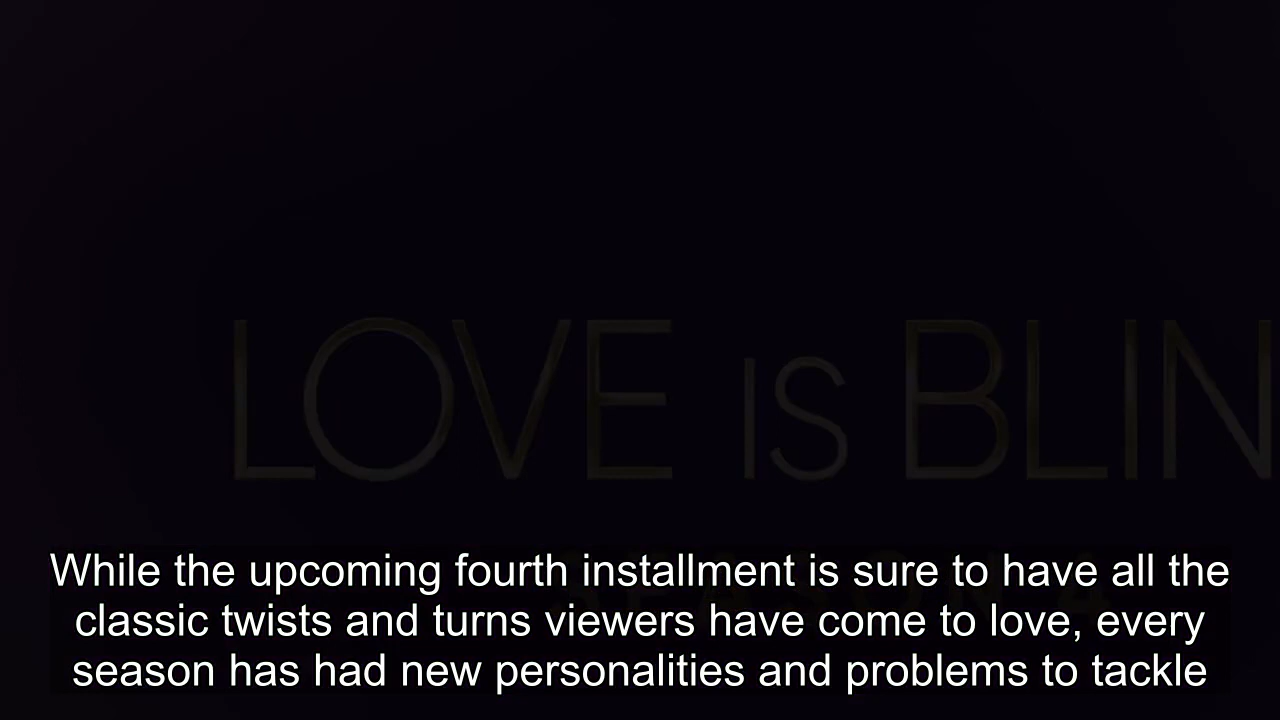 LOVE IS BLIN
While the upcoming fourth installment is sure to have all the
classic twists and turns viewers have come to love, every
season has had new personalities and problems to tackle